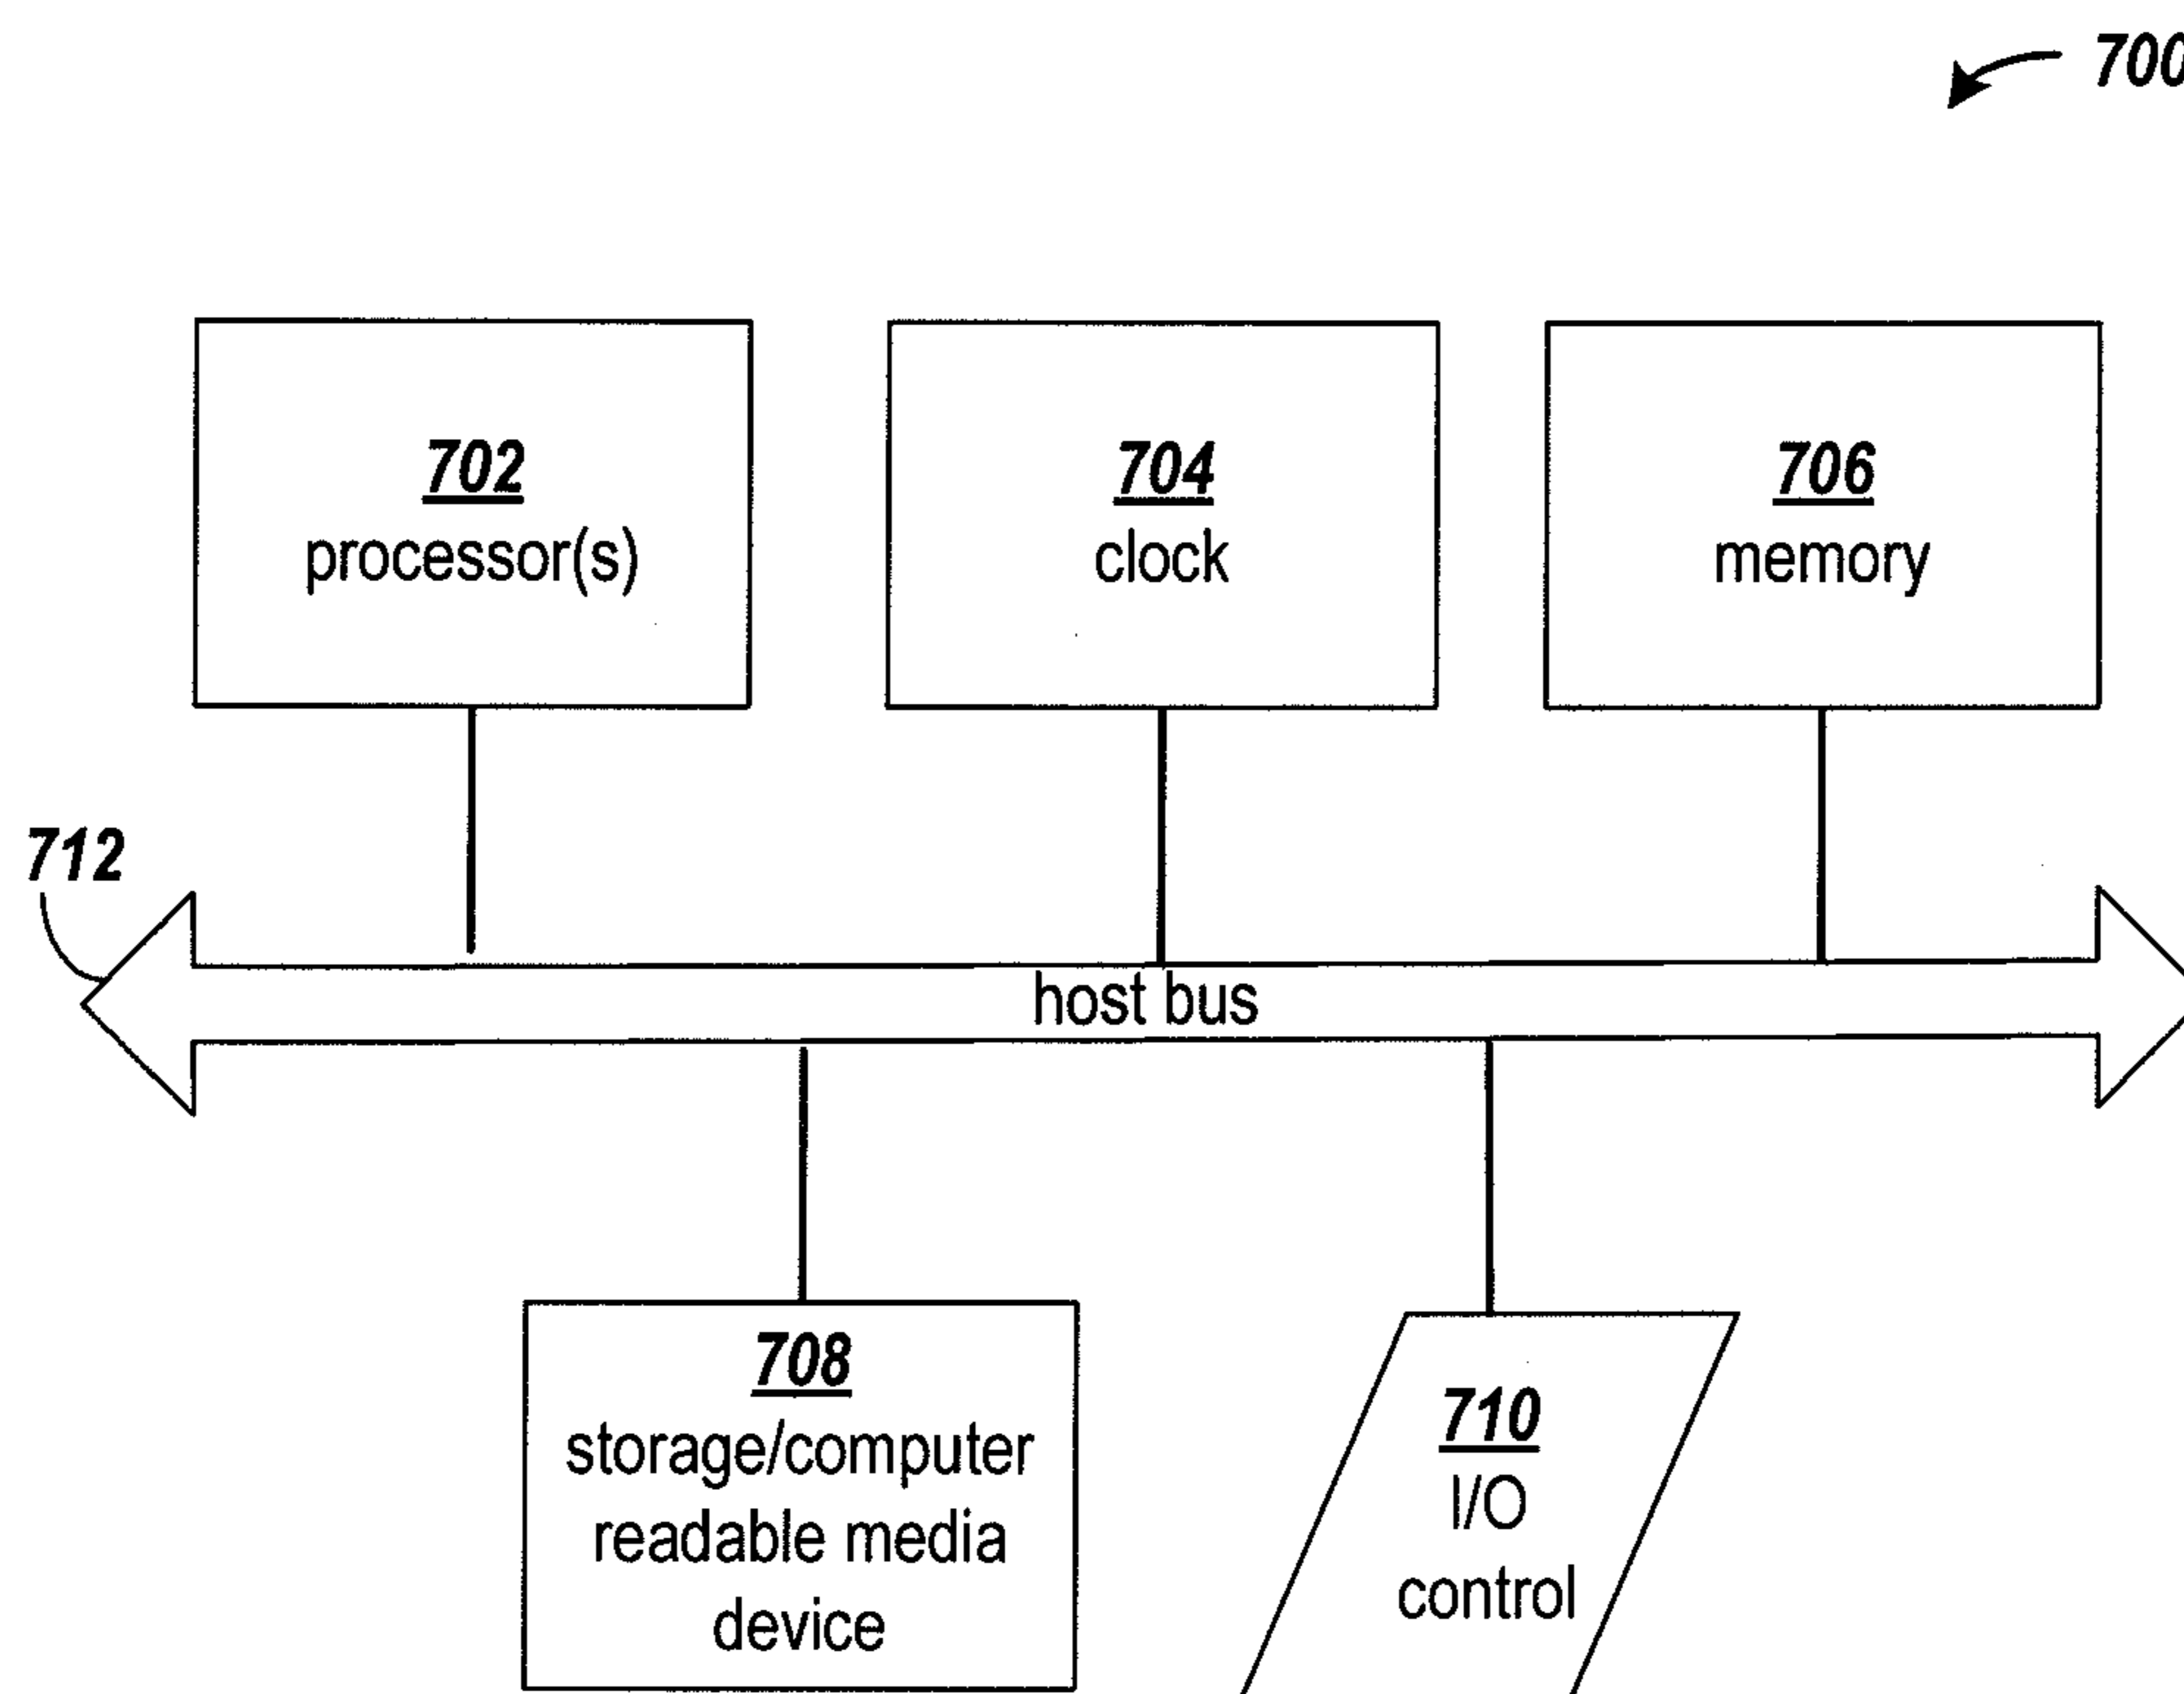 700
702
processor(s)
704
clock
706
memory
712
host bus
708
storage/computer
readable media
device
710
I/O
control